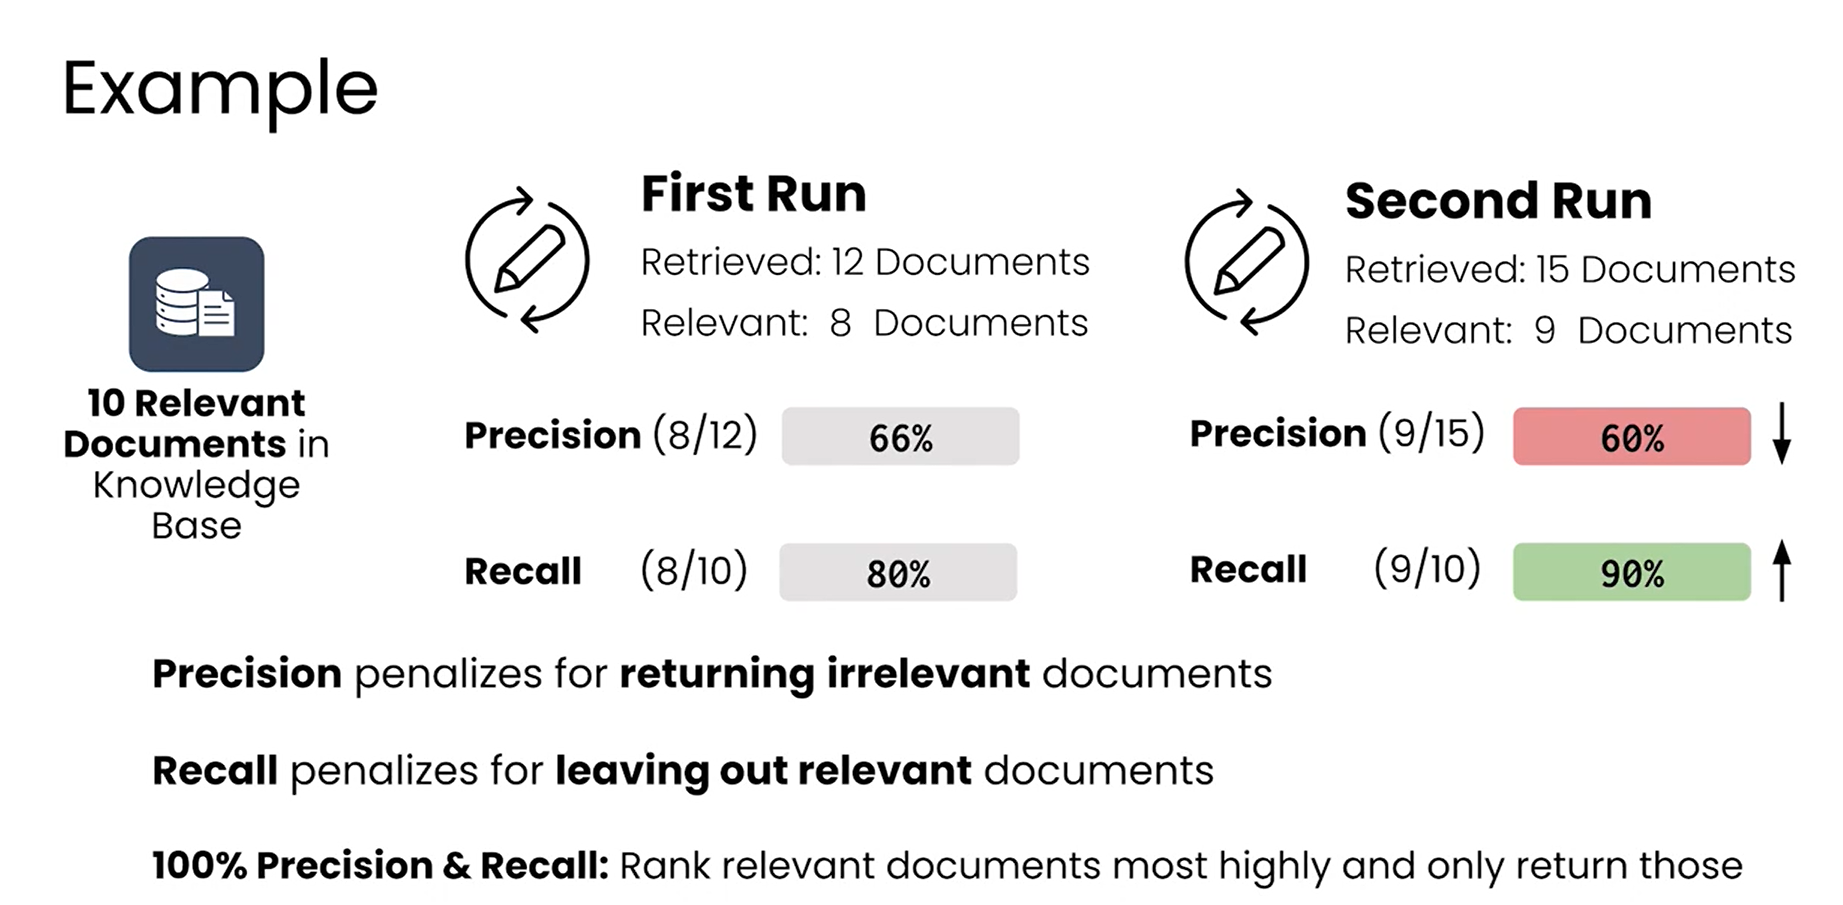 Example
10 Relevant
Documents in
Knowledge
Base
First Run
Retrieved: 12 Documents
Relevant: 8 Documents
Precision (8/12) 66%
Recall (8/10) 80%
Second Run
Retrieved: 15 Documents
Relevant: 9 Documents
Precision (9/15) 60%
Recall (9/10) 90%
Precision penalizes for returning irrelevant documents
Recall penalizes for leaving out relevant documents
100% Precision & Recall: Rank relevant documents most highly and only return those